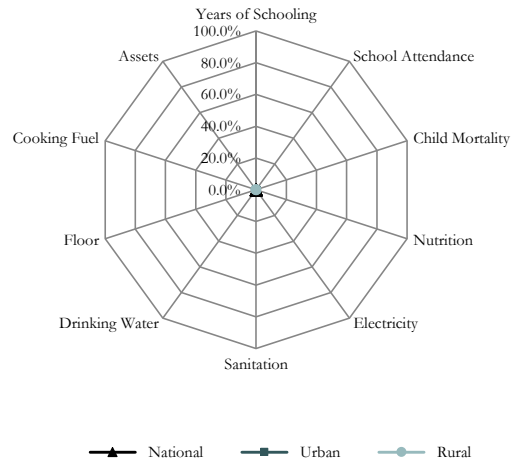 Years of Schooling
100.0%
Assets
School Attendance
80.0%
60.0%
Cooking Fuel
40.0%
Child Mortality
20.0%
0.0%
Floor
Nutrition
Drinking Water
Electricity
Sanitation
National Urban Rural